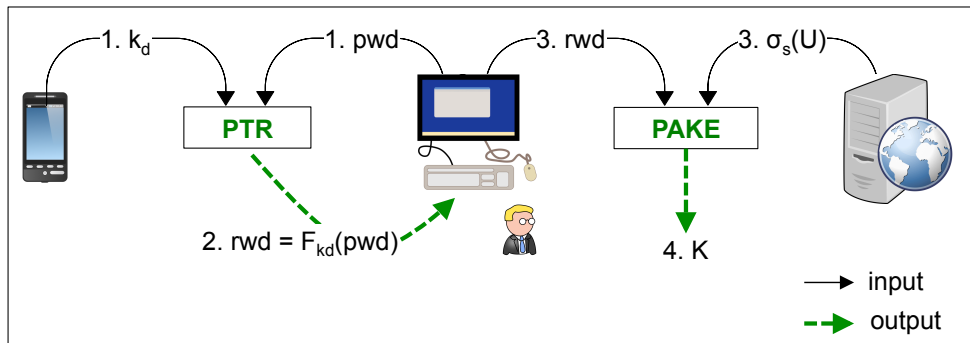 1. k_d
1. pwd
3. rwd
3. σ_s(U)
PTR
PAKE
2. rwd = F_kd(pwd)
4. K
input
output